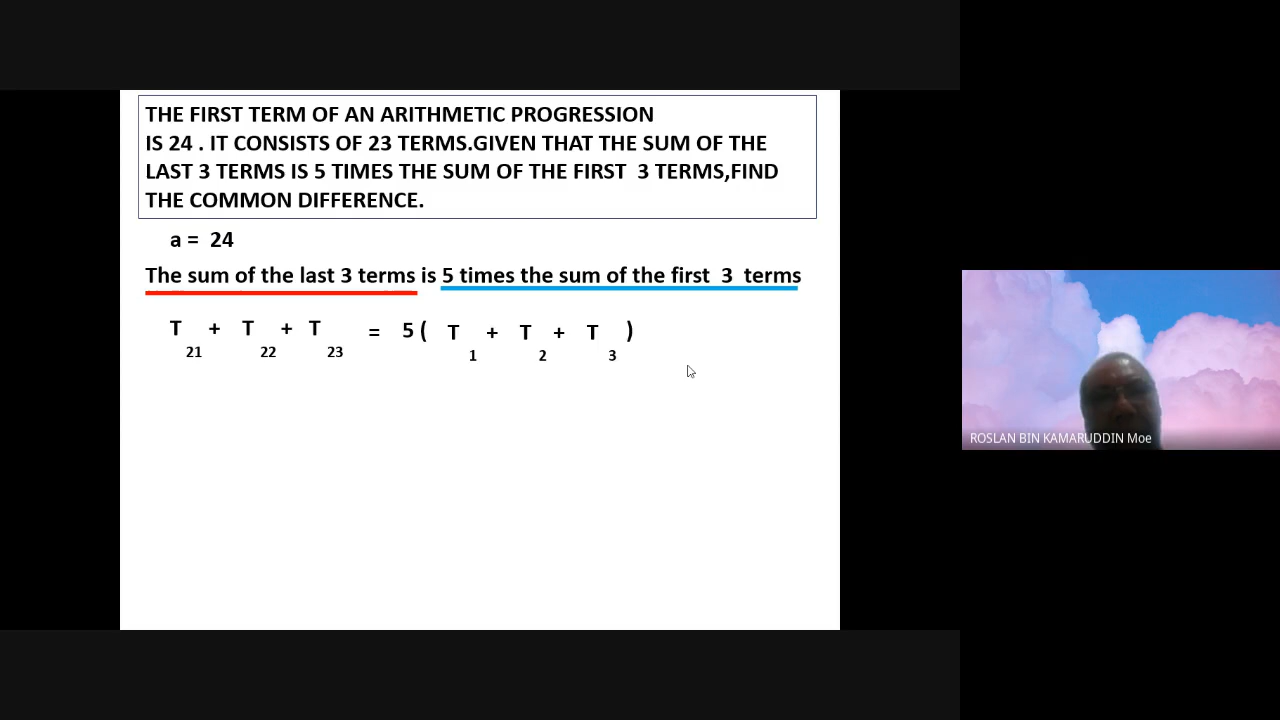 THE FIRST TERM OF AN ARITHMETIC PROGRESSION
IS 24 . IT CONSISTS OF 23 TERMS.GIVEN THAT THE SUM OF THE
LAST 3 TERMS IS 5 TIMES THE SUM OF THE FIRST 3 TERMS,FIND
THE COMMON DIFFERENCE.
a = 24
The sum of the last 3 terms is 5 times the sum of the first 3 terms
T 21 + T 22 + T 23 = 5 ( T 1 + T 2 + T 3 )
ROSLAN BIN KAMARUDDIN Moe